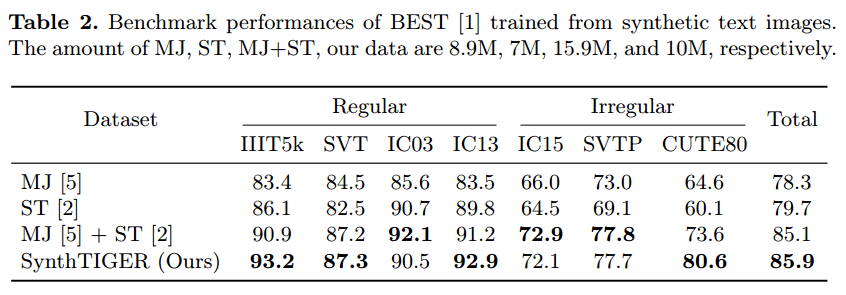 Table 2. Benchmark performances of BEST [1] trained from synthetic text images.
The amount of MJ, ST, MJ+ST, our data are 8.9M, 7M, 15.9M, and 10M, respectively.
Dataset Regular Irregular Total
IIIT5k SVT IC03 IC13 IC15 SVTP CUTE80
MJ [5] 83.4 84.5 85.6 83.5 66.0 73.0 64.6 78.3
ST [2] 86.1 82.5 90.7 89.8 64.5 69.1 60.1 79.7
MJ [5] + ST [2] 90.9 87.2 92.1 91.2 72.9 77.8 73.6 85.1
SynthTIGER (Ours) 93.2 87.3 90.5 92.9 72.1 77.7 80.6 85.9